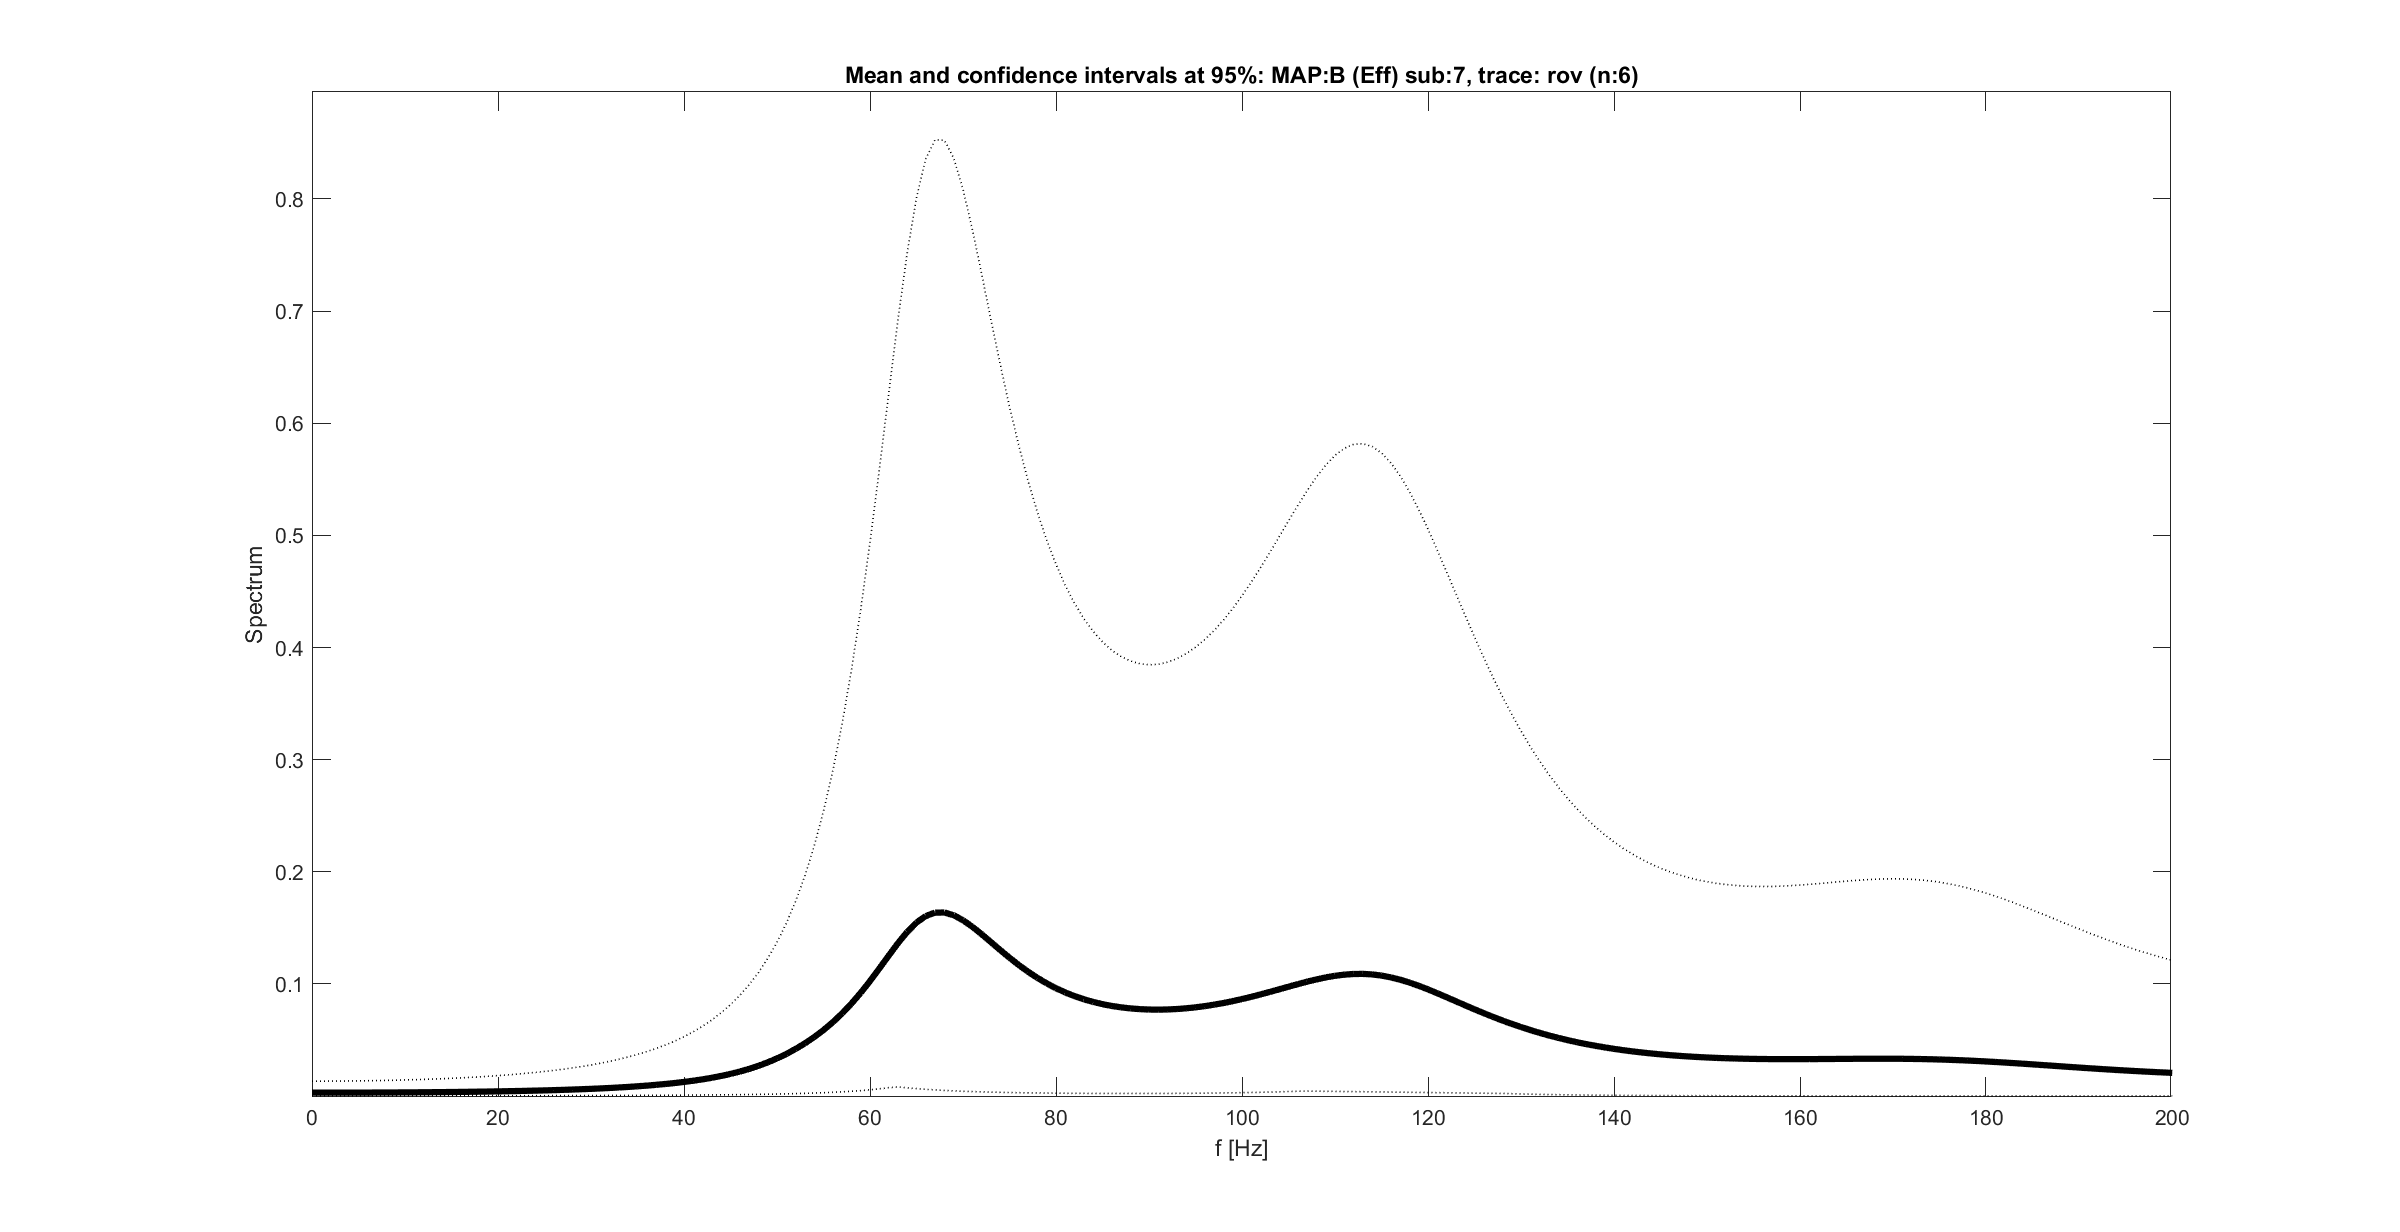 Mean and confidence intervals at 95%: MAP:B (Eff) sub:7, trace: rov (n:6)
0.8
0.7
0.6
0.5
0.4
0.3
0.2
0.1
Spectrum
0 20 40 60 80 100 120 140 160 180 200
f [Hz]